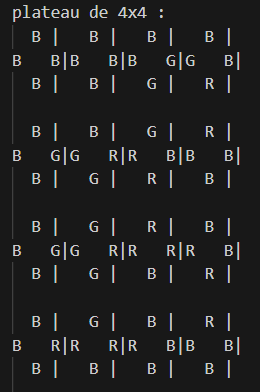 plateau de 4x4 :
|  B |   B |   B |   B |
B   B|B   B|B   G|G   B|
|  B |   B |   G |   R |
|
|  B |   B |   G |   R |
B   G|G   R|R   B|B   B|
|  B |   G |   R |   B |
|
|  B |   G |   R |   B |
B   G|G   R|R   R|R   B|
|  B |   G |   B |   R |
|
|  B |   G |   B |   R |
B   R|R   R|R   B|B   B|
|  B |   B |   B |   B |